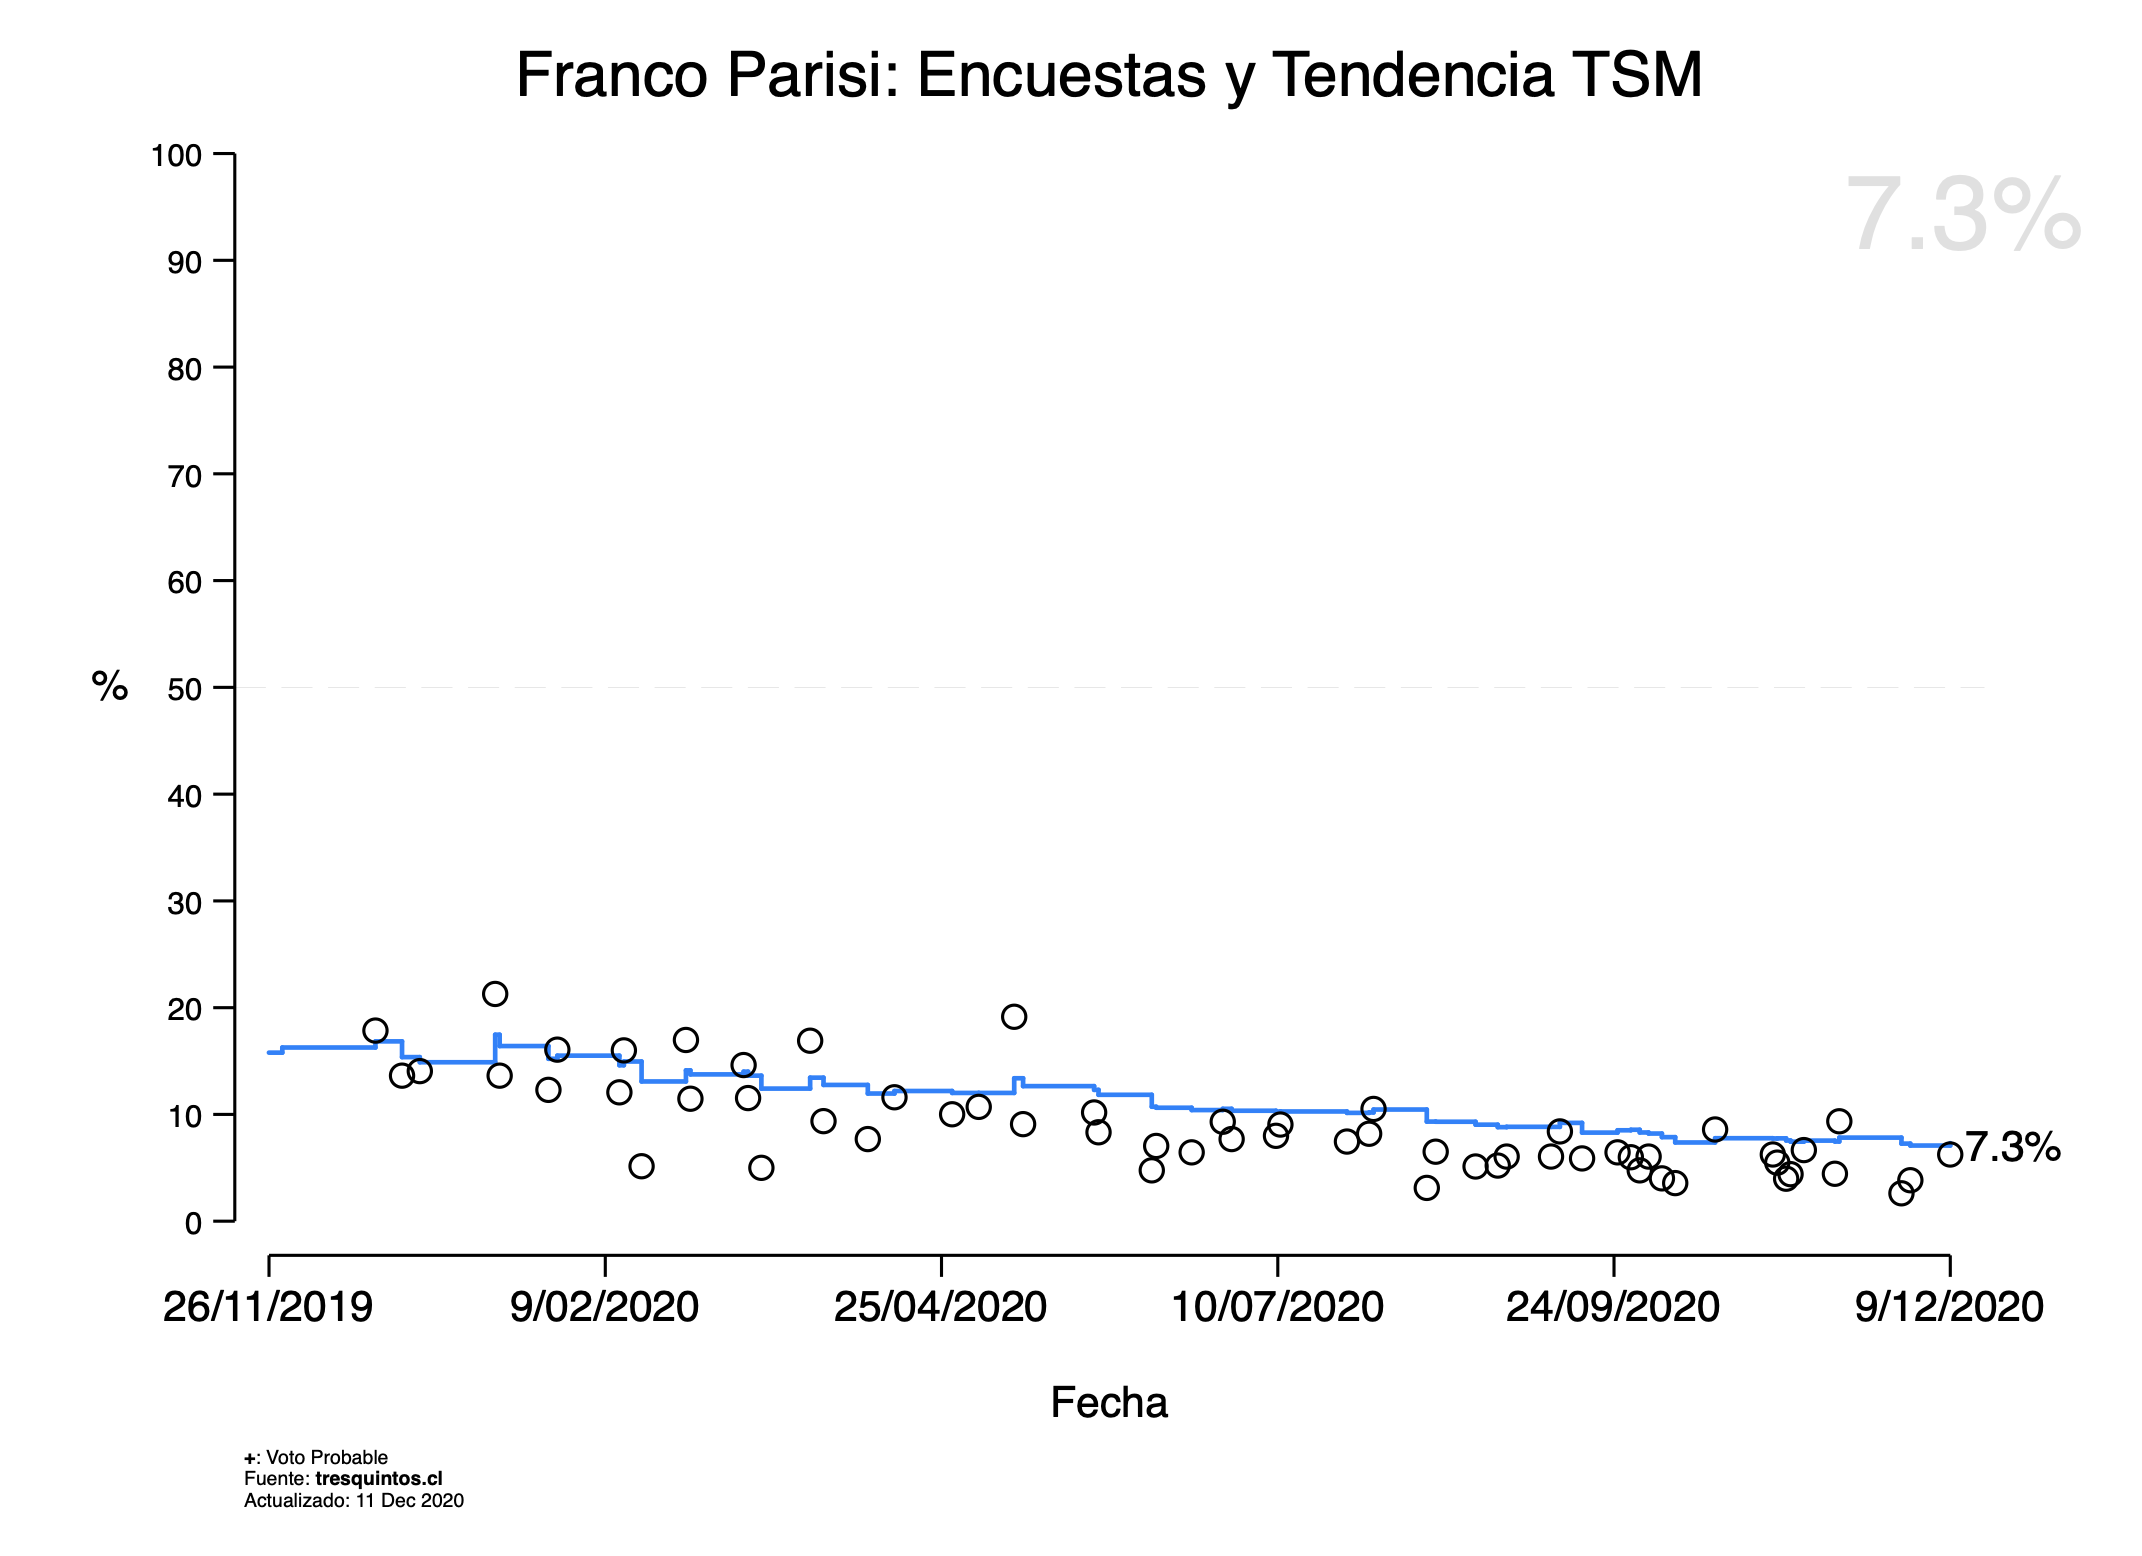 Franco Parisi: Encuestas y Tendencia TSM
7.3%
100
90
80
70
60
50
40
30
20
10
0
%
7.3%
26/11/2019 9/02/2020 25/04/2020 10/07/2020 24/09/2020 9/12/2020
Fecha
+: Voto Probable
Fuente: tresquintos.cl
Actualizado: 11 Dec 2020